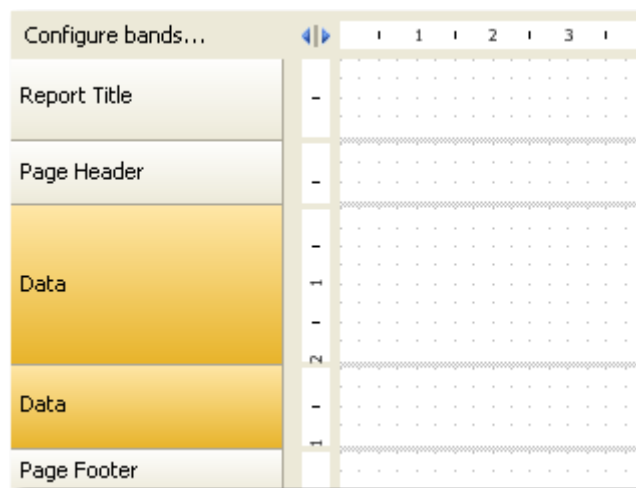 Configure bands...
1 2 3
Report Title
Page Header
Data
1
2
Data
1
Page Footer